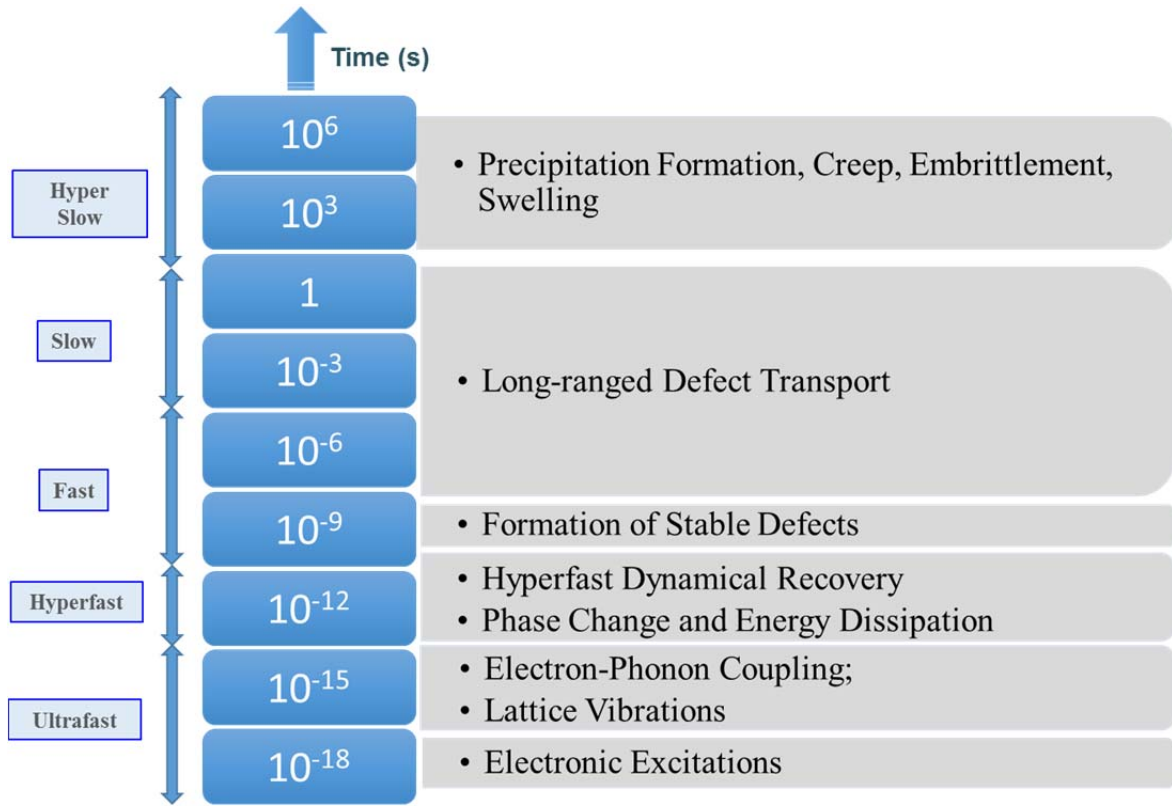 Time (s)
10⁶
10³
1
10⁻³
10⁻⁶
10⁻⁹
10⁻¹²
10⁻¹⁵
10⁻¹⁸
Hyper
Slow
Slow
Fast
Hyperfast
Ultrafast
• Precipitation Formation, Creep, Embrittlement,
Swelling
• Long-ranged Defect Transport
• Formation of Stable Defects
• Hyperfast Dynamical Recovery
• Phase Change and Energy Dissipation
• Electron-Phonon Coupling;
• Lattice Vibrations
• Electronic Excitations